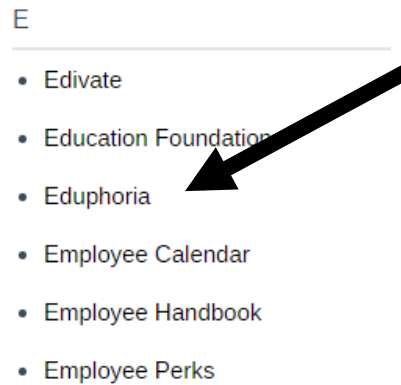 E
Edivate
Education Foundation
Eduphoria
Employee Calendar
Employee Handbook
Employee Perks